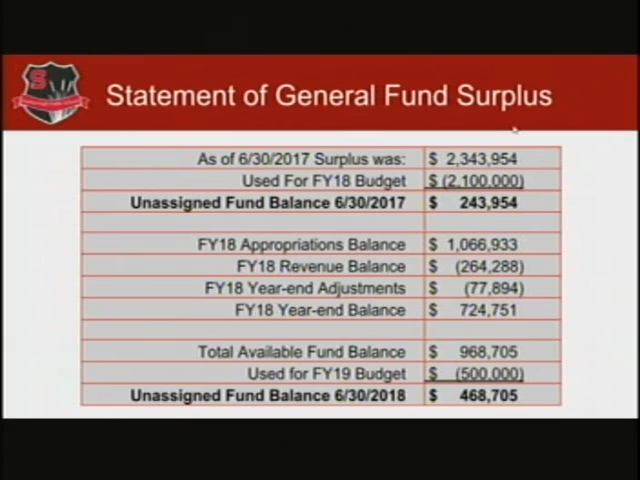 S
Statement of General Fund Surplus
As of 6/30/2017 Surplus was: $ 2,343,954
Used For FY18 Budget $ (2,100,000)
Unassigned Fund Balance 6/30/2017 $ 243,954
FY18 Appropriations Balance $ 1,066,933
FY18 Revenue Balance $ (264,288)
FY18 Year-end Adjustments $ (77,894)
FY18 Year-end Balance $ 724,751
Total Available Fund Balance $ 968,705
Used for FY19 Budget $ (500,000)
Unassigned Fund Balance 6/30/2018 $ 468,705